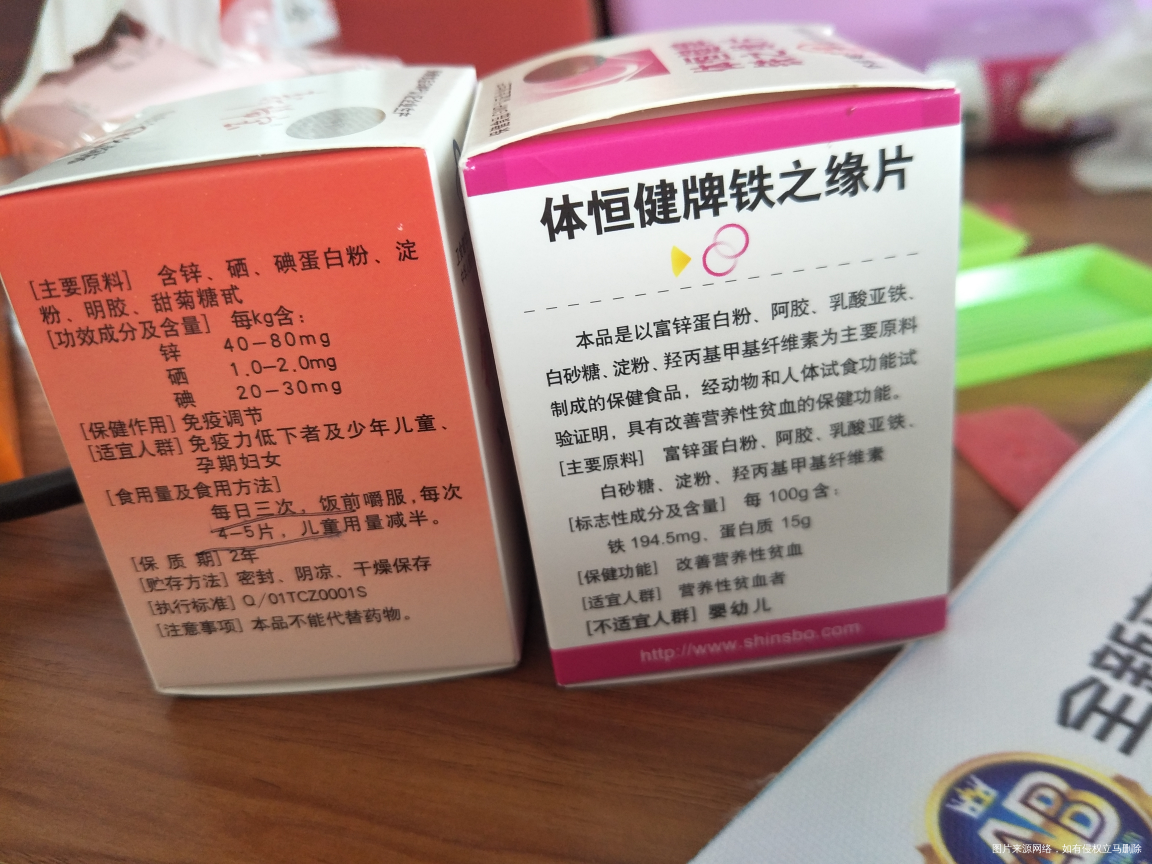 [主要原料] 含锌、硒、碘蛋白粉、淀
粉、明胶、甜菊糖甙
[功效成分及含量] 每kg含:
锌 40-80mg
硒 1.0-2.0mg
碘 20-30mg
[保健作用] 免疫调节
[适宜人群] 免疫力低下者及少年儿童、
孕期妇女
[食用量及食用方法]
每日三次，饭前嚼服,每次
4-5片，儿童用量减半。
[保 质 期] 2年
[贮存方法] 密封、阴凉、干燥保存
[执行标准] Q/01TCZ0001S
[注意事项] 本品不能代替药物。
体恒健牌铁之缘片
本品是以富锌蛋白粉、阿胶、乳酸亚铁、
白砂糖、淀粉、羟丙基甲基纤维素为主要原料
制成的保健食品，经动物和人体试食功能试
验证明，具有改善营养性贫血的保健功能。
[主要原料] 富锌蛋白粉、阿胶、乳酸亚铁、
白砂糖、淀粉、羟丙基甲基纤维素
[标志性成分及含量] 每 100g 含:
铁 194.5mg、蛋白质 15g
[保健功能] 改善营养性贫血
[适宜人群] 营养性贫血者
[不适宜人群] 婴幼儿
http://www.shinsbo.com
图片来源网络，如有侵权立马删除